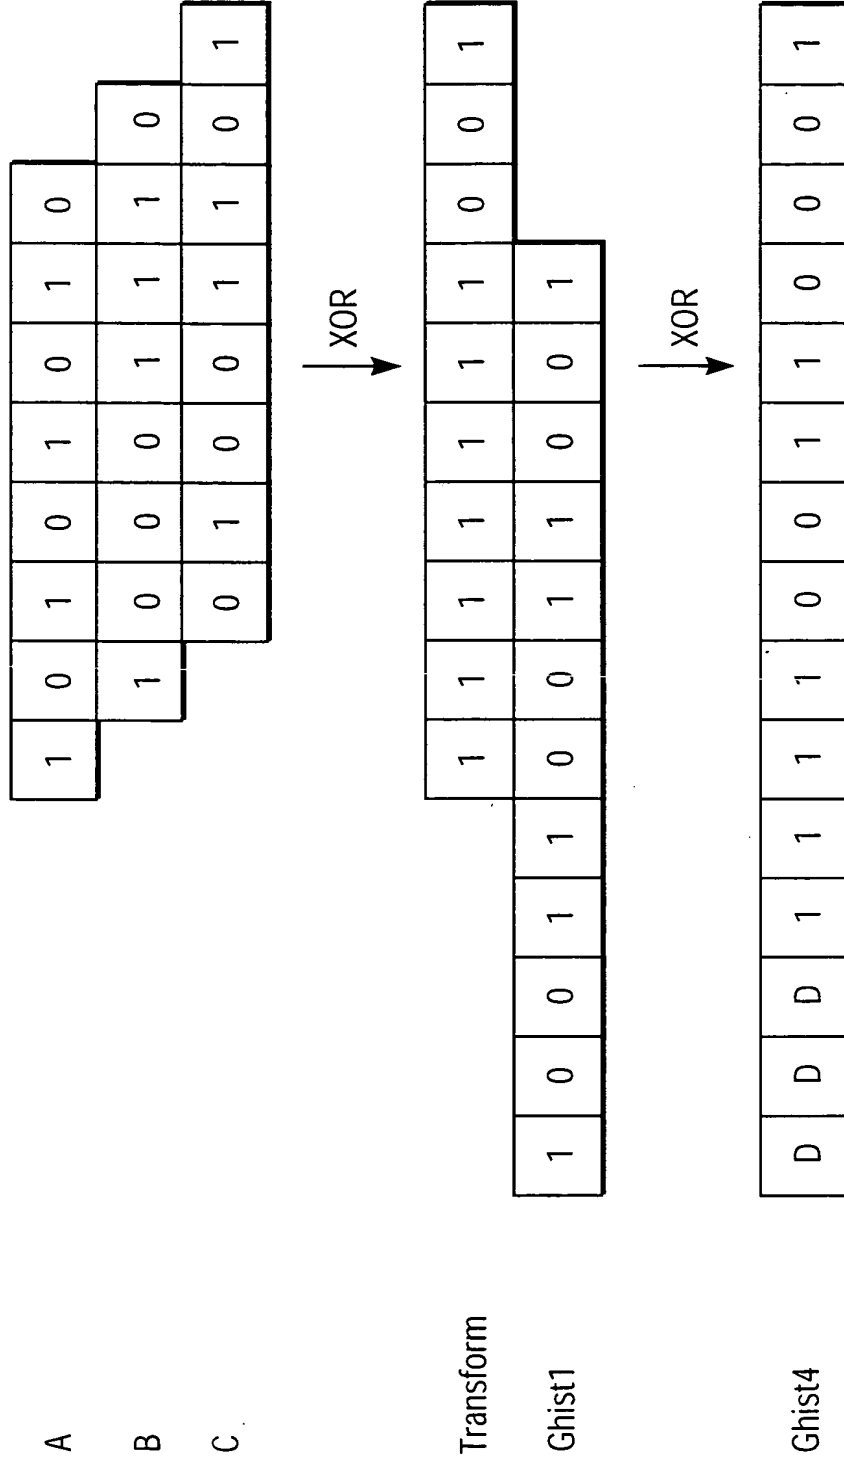 A 1 0 1 0 1 0 1 0
B 1 0 0 0 1 1 1 0
C 0 1 0 0 1 1 0 1
XOR
Transform 1 1 1 1 1 1 1 0 0 1
Ghist1 1 0 0 1 1 0 0 1 1 0 0 1
XOR
Ghist4 D D D 1 1 1 1 0 0 1 1 0 0 0 1